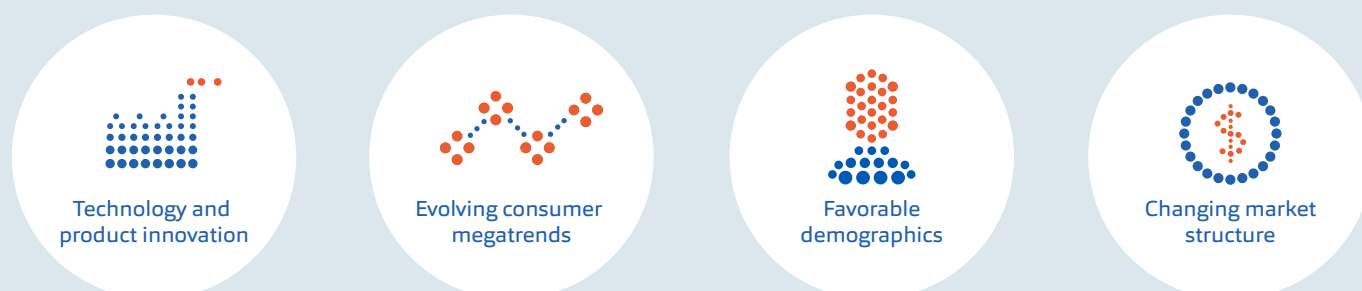 Technology and
product innovation
Evolving consumer
megatrends
Favorable
demographics
Changing market
structure